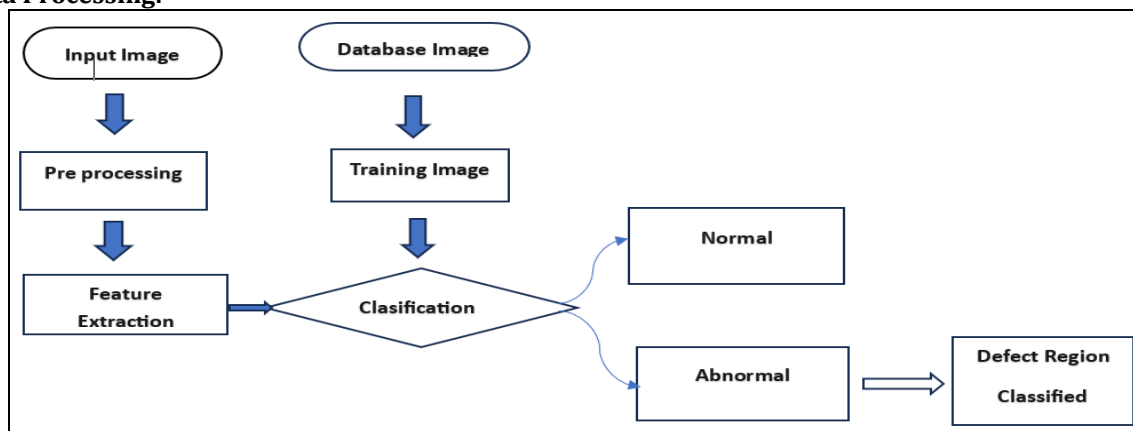 Input Image
Database Image
Pre processing
Training Image
Normal
Feature
Extraction
Clasification
Abnormal
Defect Region
Classified